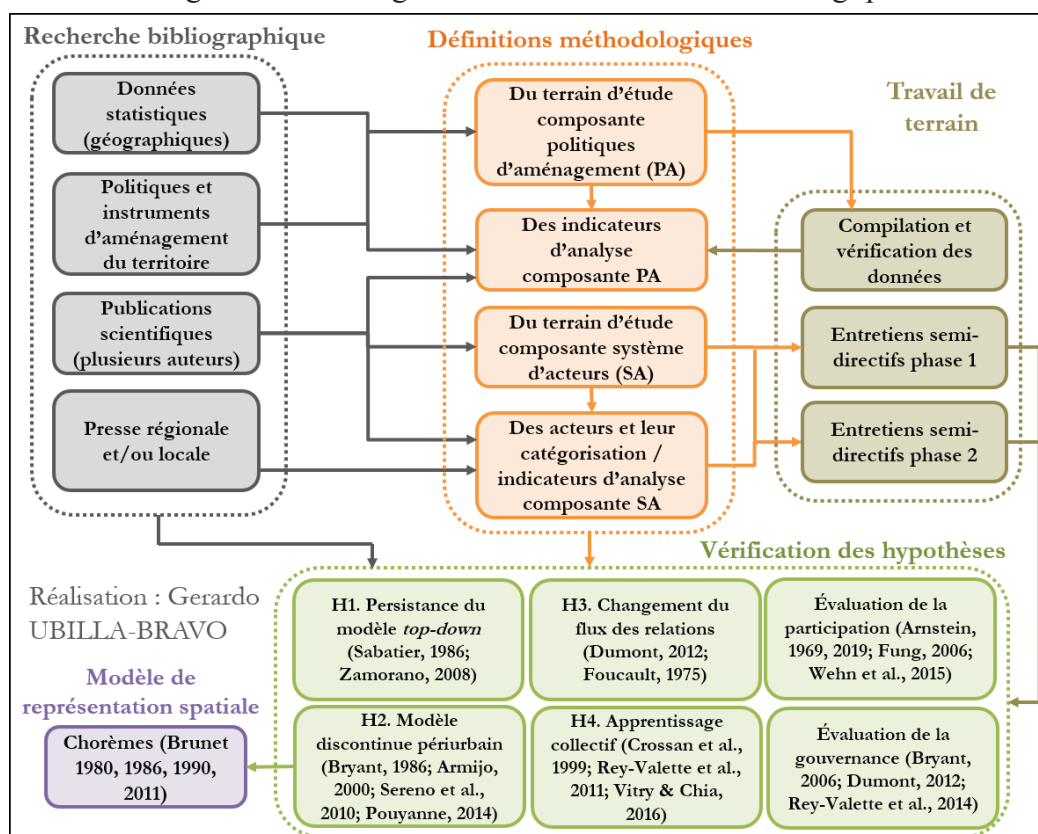 Recherche bibliographique
Données
statistiques
(géographiques)
Politiques et
instruments
d'aménagement
du territoire
Publications
scientifiques
(plusieurs auteurs)
Presse régionale
et/ou locale
Définitions méthodologiques
Du terrain d'étude
composante
politiques
d'aménagement (PA)
Des indicateurs
d'analyse
composante PA
Du terrain d'étude
composante système
d'acteurs (SA)
Des acteurs et leur
catégorisation /
indicateurs d'analyse
composante SA
Travail de
terrain
Compilation et
vérification des
données
Entretiens semi-
directifs phase 1
Entretiens semi-
directifs phase 2
Vérification des hypothèses
H1. Persistance du
modèle top-down
(Sabatier, 1986;
Zamorano, 2008)
H3. Changement du
flux des relations
(Dumont, 2012;
Foucault, 1975)
Évaluation de la
participation (Arnstein,
1969, 2019; Fung, 2006;
Wehn et al., 2015)
H2. Modèle
discontinue périurbain
(Bryant, 1986; Armijo,
2000; Sereno et al.,
2010; Pouyanne, 2014)
H4. Apprentissage
collectif (Crossan et al.,
1999; Rey-Valette et al.,
2011; Vitry & Chia,
2016)
Évaluation de la
gouvernance (Bryant,
2006; Dumont, 2012;
Rey-Valette et al., 2014)
Réalisation : Gerardo
UBILLA-BRAVO
Modèle de
représentation spatiale
Chorèmes (Brunet
1980, 1986, 1990,
2011)